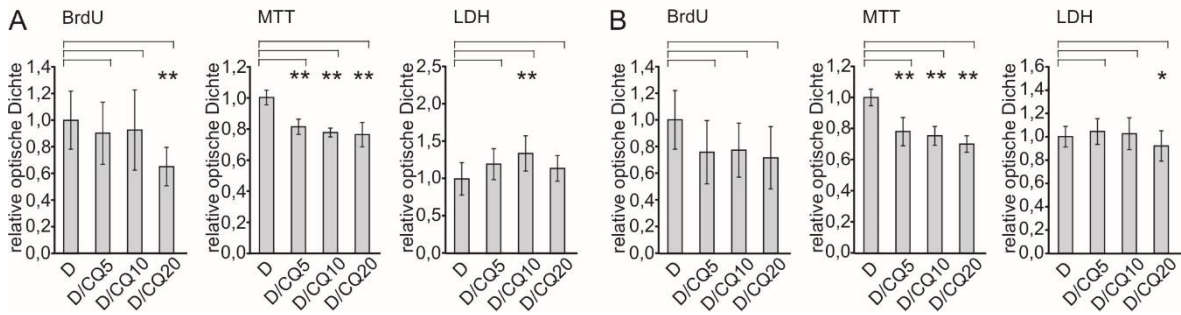 A
BrdU
MTT
LDH
B
BrdU
MTT
LDH
** ** ** ** **
** ** ** *
relative optische Dichte
1,4
1,2
1,0
0,8
0,6
0,4
0,2
0,0
D
D/CQ5
D/CQ10
D/CQ20
relative optische Dichte
1.2
1.0
0.8
0.6
0.4
0.2
0.0
D
D/CQ5
D/CQ10
D/CQ20
relative optische Dichte
2,5
2,0
1,5
1,0
0,5
0,0
D
D/CQ5
D/CQ10
D/CQ20
relative optische Dichte
1,4
1,2
1,0
0,8
0,6
0,4
0,2
0,0
D
D/CQ5
D/CQ10
D/CQ20
relative optische Dichte
1.2
1.0
0.8
0.6
0.4
0.2
0.0
D
D/CQ5
D/CQ10
D/CQ20
relative optische Dichte
1,6
1,4
1,2
1,0
0,8
0,6
0,4
0,2
0,0
D
D/CQ5
D/CQ10
D/CQ20